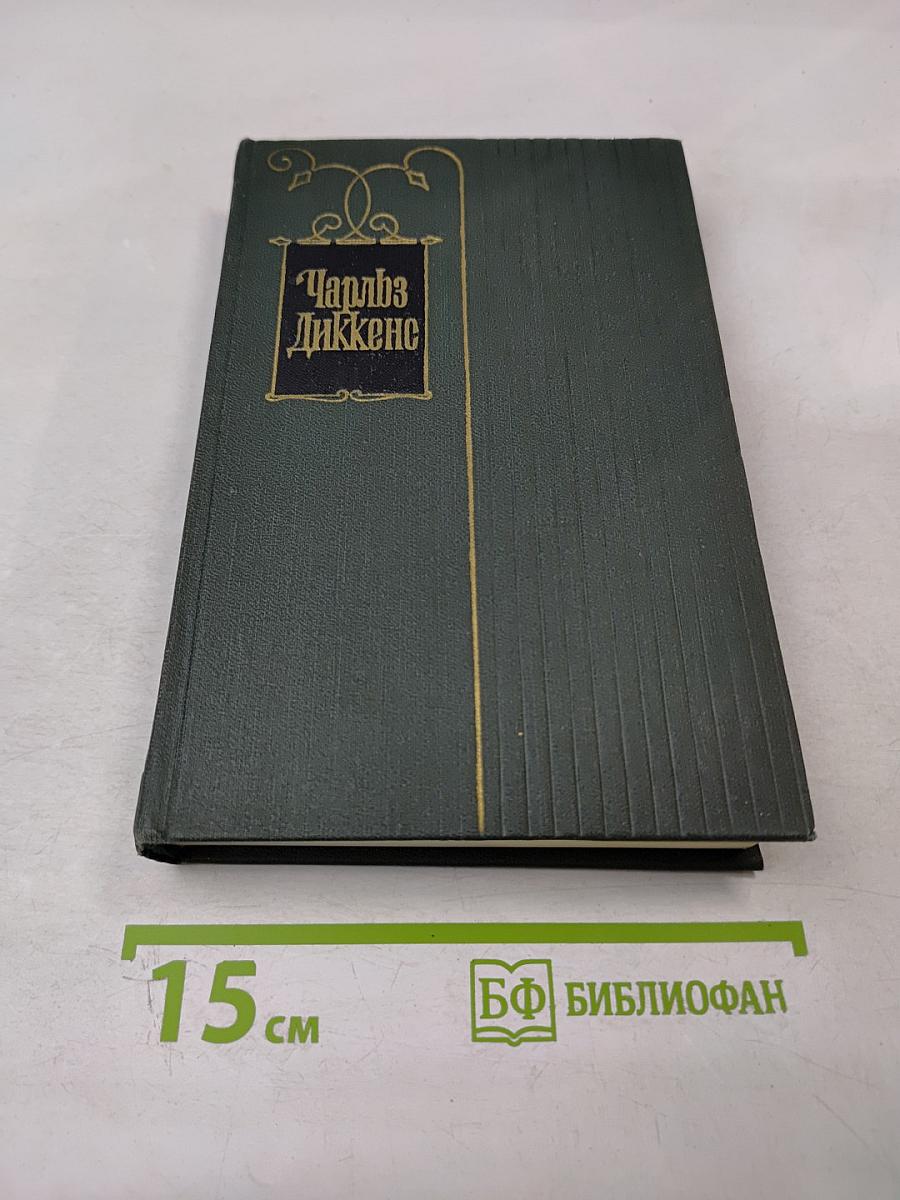 Чарльз
Диккенс
15 см
БФ БИБЛИОФАН